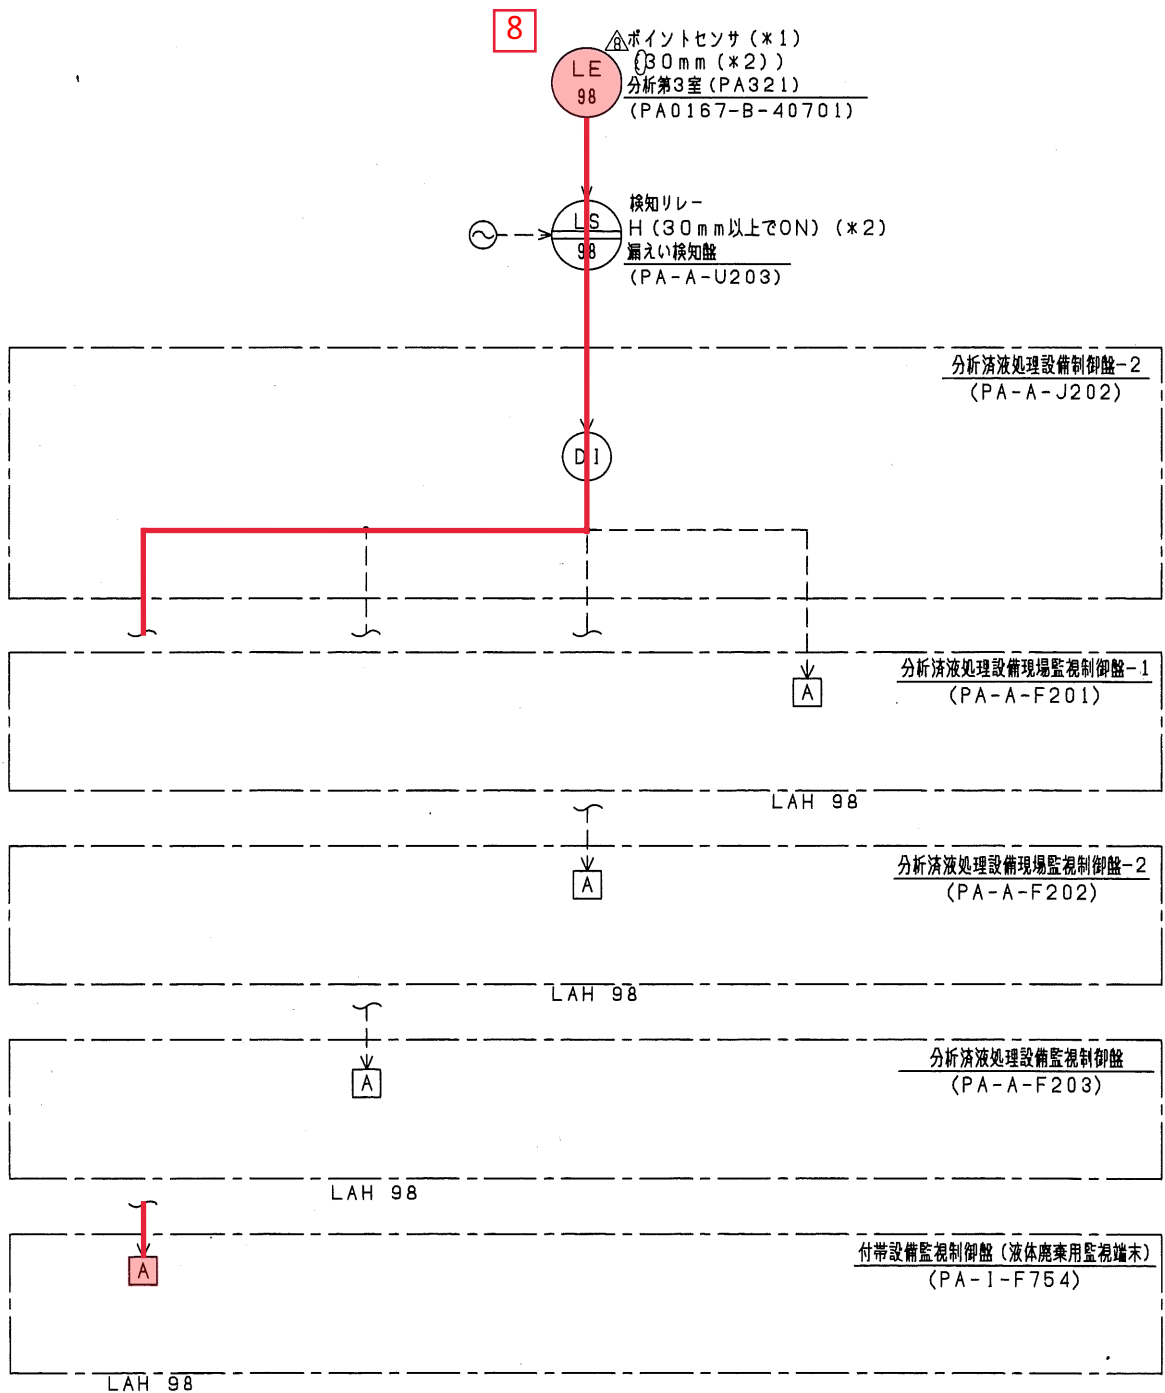 8
8 ポイントセンサ(*1)
(30mm(*2))
LE
98
分析第3室(PA321)
(PA0167-B-40701)
検知リレー
LS
98
H(30mm以上でON)(*2)
漏えい検知盤
(PA-A-U203)
分析済液処理設備制御盤-2
(PA-A-J202)
DI
分析済液処理設備現場監視制御盤-1
(PA-A-F201)
A
LAH 98
分析済液処理設備現場監視制御盤-2
(PA-A-F202)
A
LAH 98
分析済液処理設備監視制御盤
(PA-A-F203)
A
LAH 98
付帯設備監視制御盤(液体廃棄用監視端末)
(PA-I-F754)
A
LAH 98